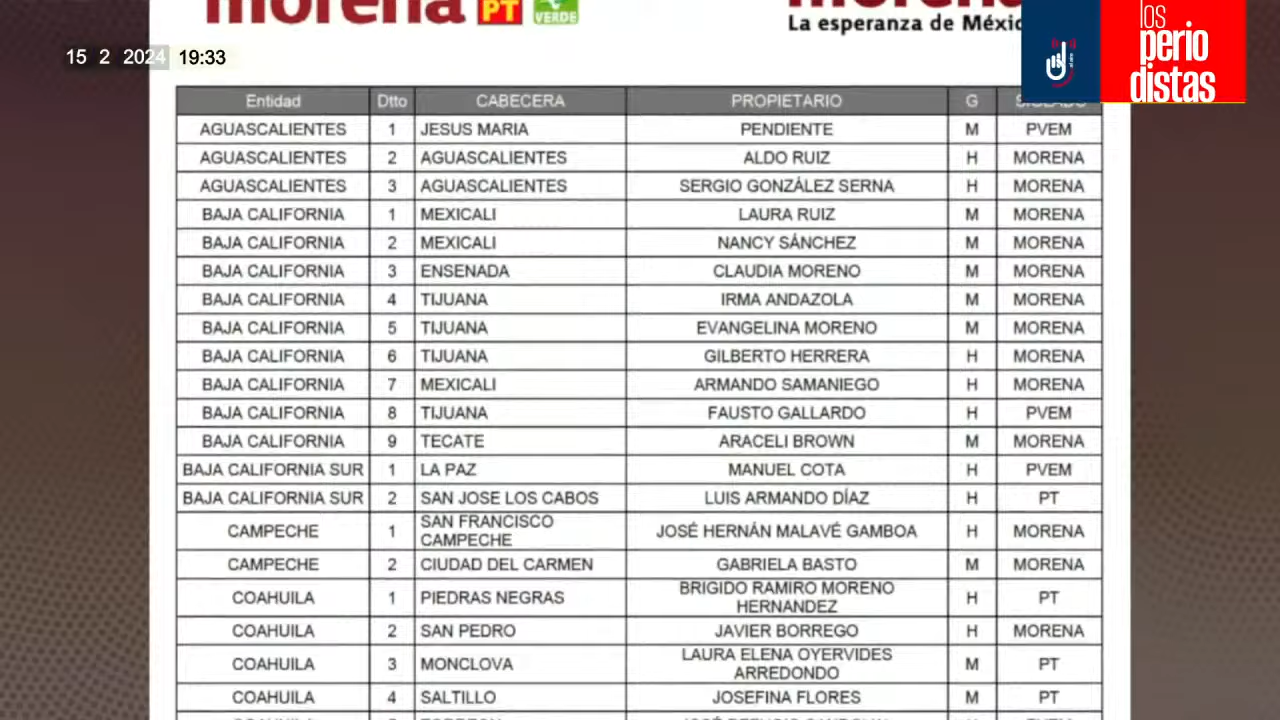 morena PT VERDE
La esperanza de Méxic
los
perio
distas
15 2 2024 19:33
Entidad Dtto CABECERA PROPIETARIO G
AGUASCALIENTES 1 JESUS MARIA PENDIENTE M PVEM
AGUASCALIENTES 2 AGUASCALIENTES ALDO RUIZ H MORENA
AGUASCALIENTES 3 AGUASCALIENTES SERGIO GONZÁLEZ SERNA H MORENA
BAJA CALIFORNIA 1 MEXICALI LAURA RUIZ M MORENA
BAJA CALIFORNIA 2 MEXICALI NANCY SÁNCHEZ M MORENA
BAJA CALIFORNIA 3 ENSENADA CLAUDIA MORENO M MORENA
BAJA CALIFORNIA 4 TIJUANA IRMA ANDAZOLA M MORENA
BAJA CALIFORNIA 5 TIJUANA EVANGELINA MORENO M MORENA
BAJA CALIFORNIA 6 TIJUANA GILBERTO HERRERA H MORENA
BAJA CALIFORNIA 7 MEXICALI ARMANDO SAMANIEGO H MORENA
BAJA CALIFORNIA 8 TIJUANA FAUSTO GALLARDO H PVEM
BAJA CALIFORNIA 9 TECATE ARACELI BROWN M MORENA
BAJA CALIFORNIA SUR 1 LA PAZ MANUEL COTA H PVEM
BAJA CALIFORNIA SUR 2 SAN JOSE LOS CABOS LUIS ARMANDO DÍAZ H PT
CAMPECHE 1 SAN FRANCISCO CAMPECHE JOSÉ HERNÁN MALAVÉ GAMBOA H MORENA
CAMPECHE 2 CIUDAD DEL CARMEN GABRIELA BASTO M MORENA
COAHUILA 1 PIEDRAS NEGRAS BRIGIDO RAMIRO MORENO HERNANDEZ H PT
COAHUILA 2 SAN PEDRO JAVIER BORREGO H MORENA
COAHUILA 3 MONCLOVA LAURA ELENA OYERVIDES ARREDONDO M PT
COAHUILA 4 SALTILLO JOSEFINA FLORES M PT